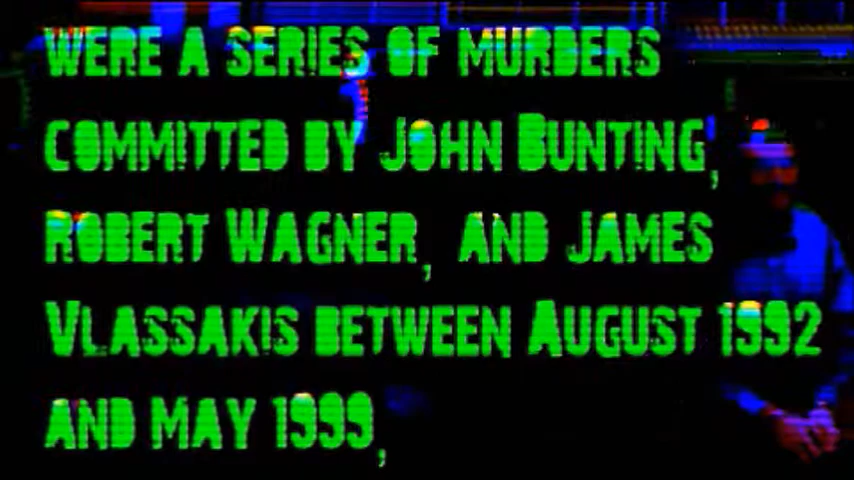 WERE A SERIES OF MURDERS
COMMITTED BY JOHN BUNTING,
ROBERT WAGNER, AND JAMES
VLASSAKIS BETWEEN AUGUST 1992
AND MAY 1999,